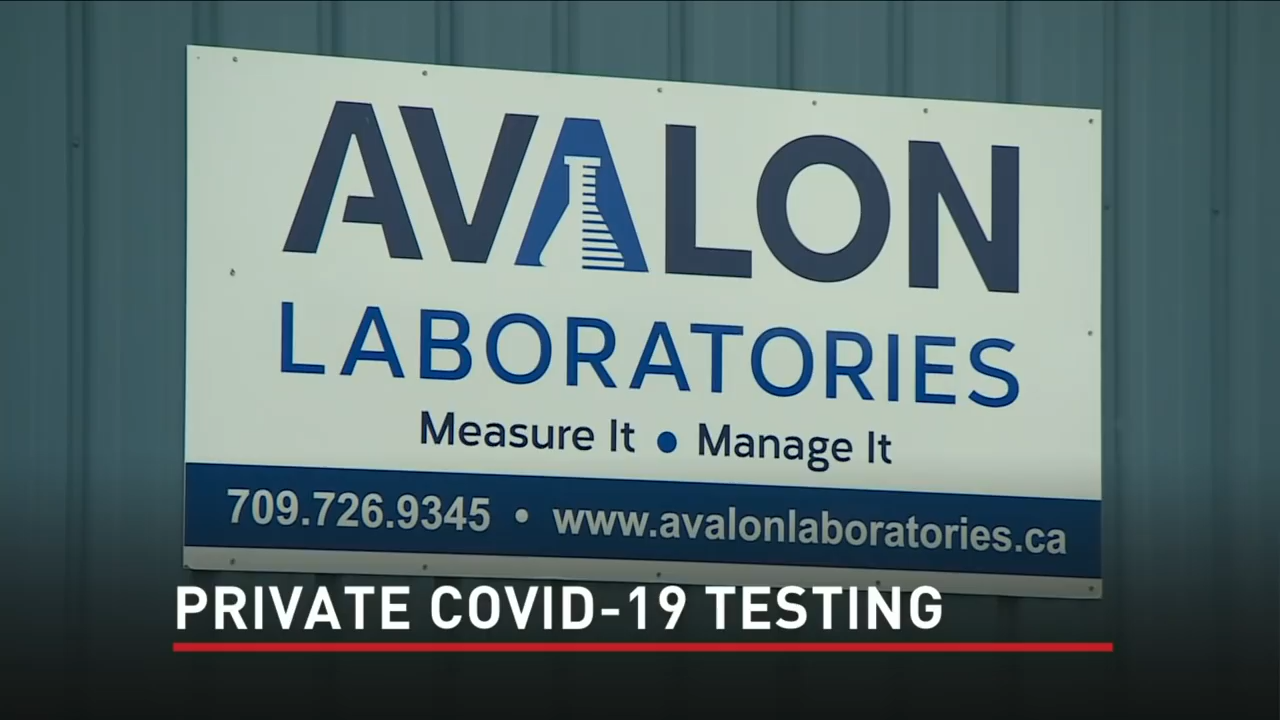 AVALON
LABORATORIES
Measure It • Manage It
709.726.9345 • www.avalonlaboratories.ca
PRIVATE COVID-19 TESTING